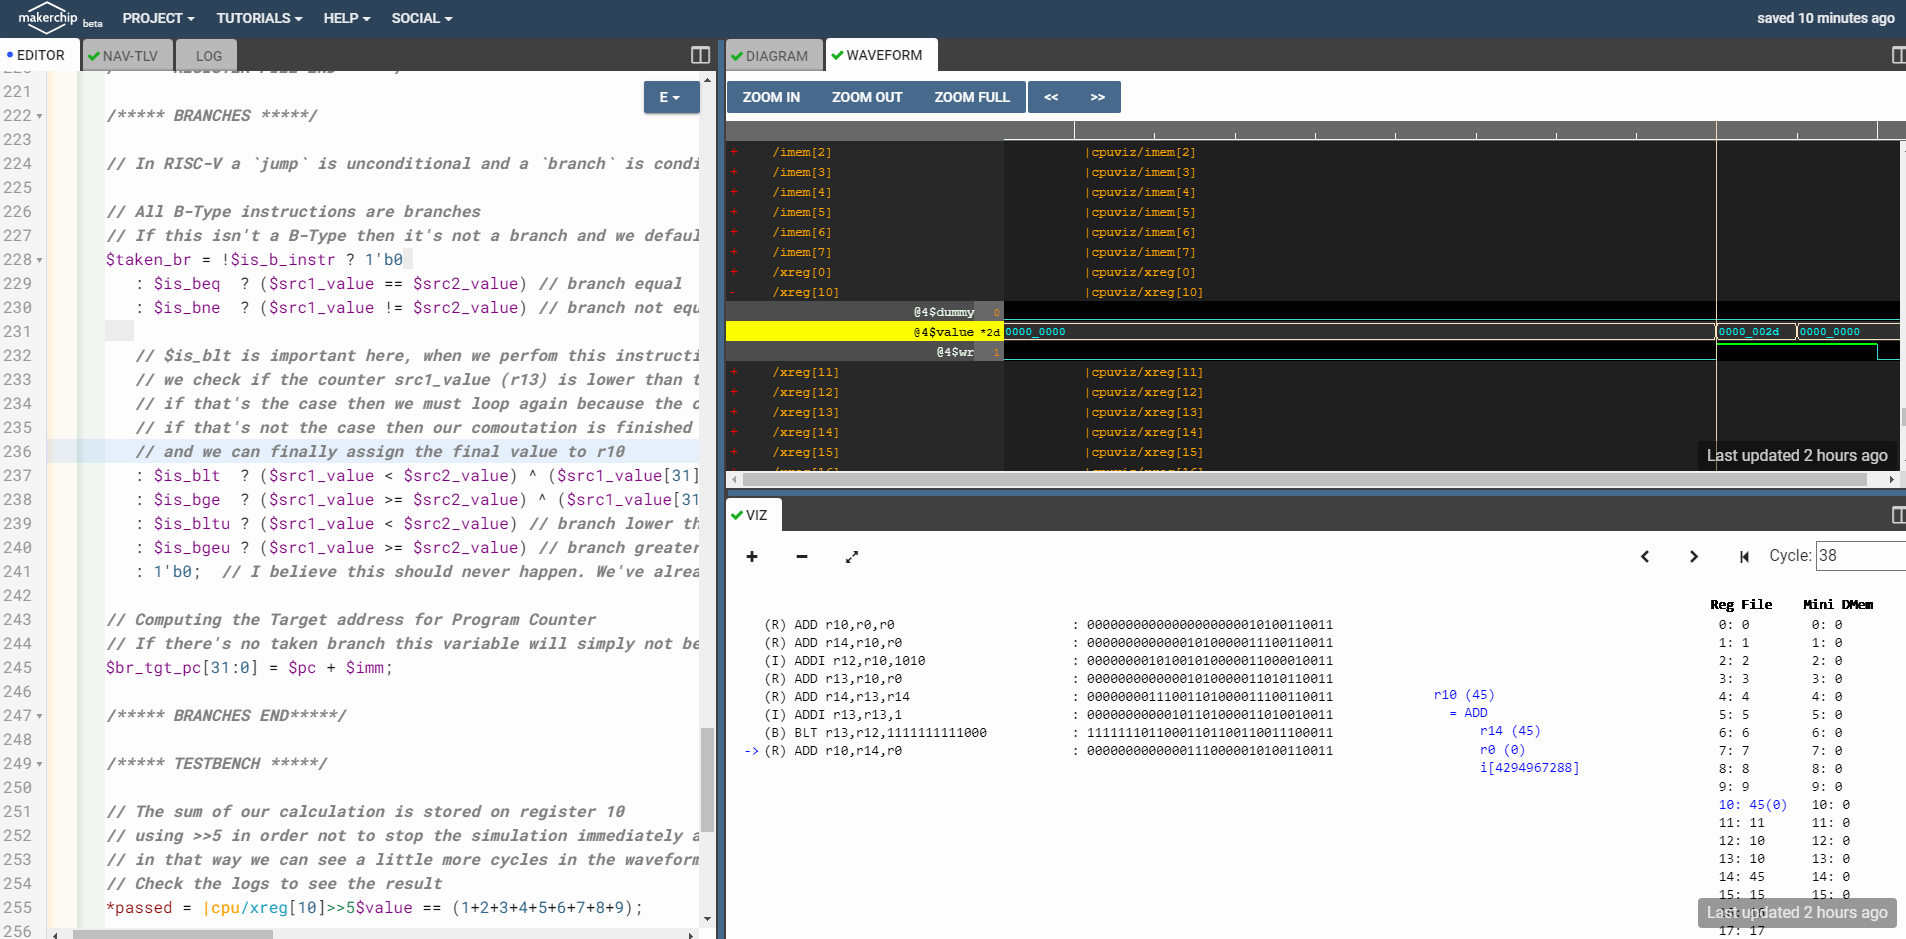 makerchip beta PROJECT TUTORIALS HELP SOCIAL saved 10 minutes ago
EDITOR NAV-TLV LOG
E
221
222 /***** BRANCHES *****/
223
224 // In RISC-V a `jump` is unconditional and a `branch` is condi
225
226 // All B-Type instructions are branches
227 // If this isn't a B-Type then it's not a branch and we defaul
228 $taken_br = !$is_b_instr ? 1'b0
229 : $is_beq ? ($src1_value == $src2_value) // branch equal
230 : $is_bne ? ($src1_value != $src2_value) // branch not equ
231
232 // $is_blt is important here, when we perfom this instructi
233 // we check if the counter src1_value (r13) is lower than t
234 // if that's the case then we must loop again because the c
235 // if that's not the case then our comoutation is finished
236 // and we can finally assign the final value to r10
237 : $is_blt ? ($src1_value < $src2_value) ^ ($src1_value[31]
238 : $is_bge ? ($src1_value >= $src2_value) ^ ($src1_value[31
239 : $is_bltu ? ($src1_value < $src2_value) // branch lower th
240 : $is_bgeu ? ($src1_value >= $src2_value) // branch greater
241 : 1'b0; // I believe this should never happen. We've alrea
242
243 // Computing the Target address for Program Counter
244 // If there's no taken branch this variable will simply not be
245 $br_tgt_pc[31:0] = $pc + $imm;
246
247 /***** BRANCHES END*****/
248
249 /***** TESTBENCH *****/
250
251 // The sum of our calculation is stored on register 10
252 // using >>5 in order not to stop the simulation immediately a
253 // in that way we can see a little more cycles in the waveform
254 // Check the logs to see the result
255 *passed = |cpu/xreg[10]>>5$value == (1+2+3+4+5+6+7+8+9);
256
DIAGRAM WAVEFORM
ZOOM IN ZOOM OUT ZOOM FULL << >>
+ /imem[2] |cpuviz/imem[2]
+ /imem[3] |cpuviz/imem[3]
+ /imem[4] |cpuviz/imem[4]
+ /imem[5] |cpuviz/imem[5]
+ /imem[6] |cpuviz/imem[6]
+ /imem[7] |cpuviz/imem[7]
+ /xreg[0] |cpuviz/xreg[0]
- /xreg[10] |cpuviz/xreg[10]
@4$dummy 0
@4$value *2d 0000_0000 0000_002d 0000_0000
@4$wr 1
+ /xreg[11] |cpuviz/xreg[11]
+ /xreg[12] |cpuviz/xreg[12]
+ /xreg[13] |cpuviz/xreg[13]
+ /xreg[14] |cpuviz/xreg[14]
+ /xreg[15] |cpuviz/xreg[15]
Last updated 2 hours ago
VIZ
Cycle: 38
(R) ADD r10,r0,r0 : 00000000000000000000010100110011
(R) ADD r14,r10,r0 : 00000000000001010000011100110011
(I) ADDI r12,r10,1010 : 00000000101001010000011000010011
(R) ADD r13,r10,r0 : 00000000000001010000011010110011
(R) ADD r14,r13,r14 : 00000000111001101000011100110011
(I) ADDI r13,r13,1 : 00000000000101101000011010010011
(B) BLT r13,r12,1111111111000 : 11111110110001101100110011100011
-> (R) ADD r10,r14,r0 : 00000000000001110000010100110011
r10 (45)
= ADD
r14 (45)
r0 (0)
i[4294967288]
Reg File Mini DMem
0: 0 0: 0
1: 1 1: 0
2: 2 2: 0
3: 3 3: 0
4: 4 4: 0
5: 5 5: 0
6: 6 6: 0
7: 7 7: 0
8: 8 8: 0
9: 9 9: 0
10: 45(0) 10: 0
11: 11 11: 0
12: 10 12: 0
13: 10 13: 0
14: 45 14: 0
15: 15 15: 0
Last updated 2 hours ago
17: 17